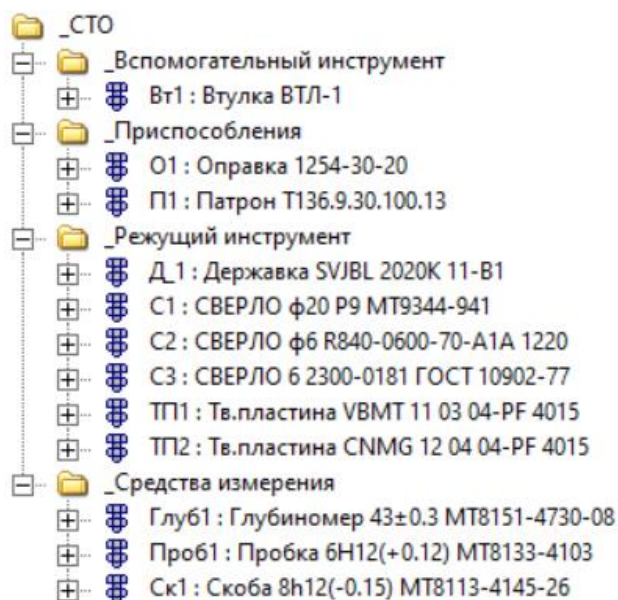 _СТО
_Вспомогательный инструмент
Вт1 : Втулка ВТЛ-1
_Приспособления
О1 : Оправка 1254-30-20
П1 : Патрон Т136.9.30.100.13
_Режущий инструмент
Д_1 : Державка SVJBL 2020K 11-B1
С1 : СВЕРЛО ф20 Р9 МТ9344-941
С2 : СВЕРЛО ф6 R840-0600-70-A1A 1220
С3 : СВЕРЛО 6 2300-0181 ГОСТ 10902-77
ТП1 : Тв.пластина VBMT 11 03 04-PF 4015
ТП2 : Тв.пластина CNMG 12 04 04-PF 4015
_Средства измерения
Глуб1 : Глубиномер 43±0.3 МТ8151-4730-08
Проб1 : Пробка 6Н12(+0.12) МТ8133-4103
Ск1 : Скоба 8h12(-0.15) МТ8113-4145-26